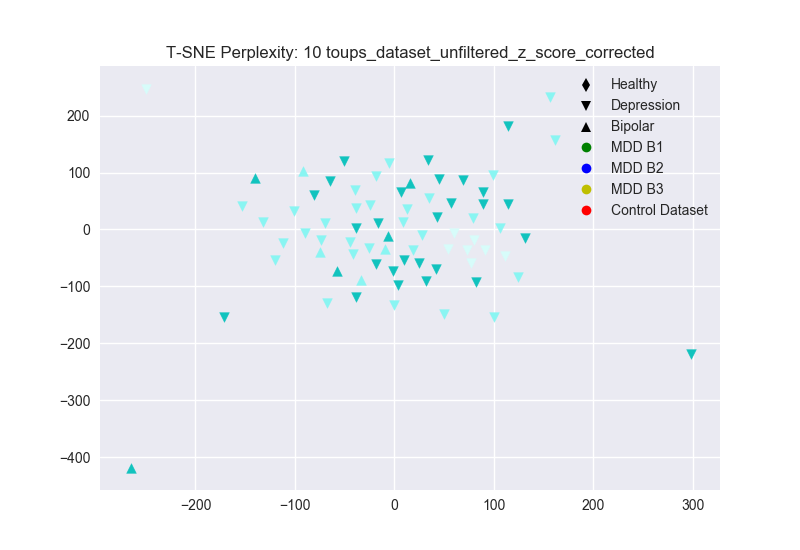 T-SNE Perplexity: 10 toups_dataset_unfiltered_z_score_corrected
Healthy
Depression
Bipolar
MDD B1
MDD B2
MDD B3
Control Dataset
200
100
0
−100
−200
−300
−400
−200 −100 0 100 200 300